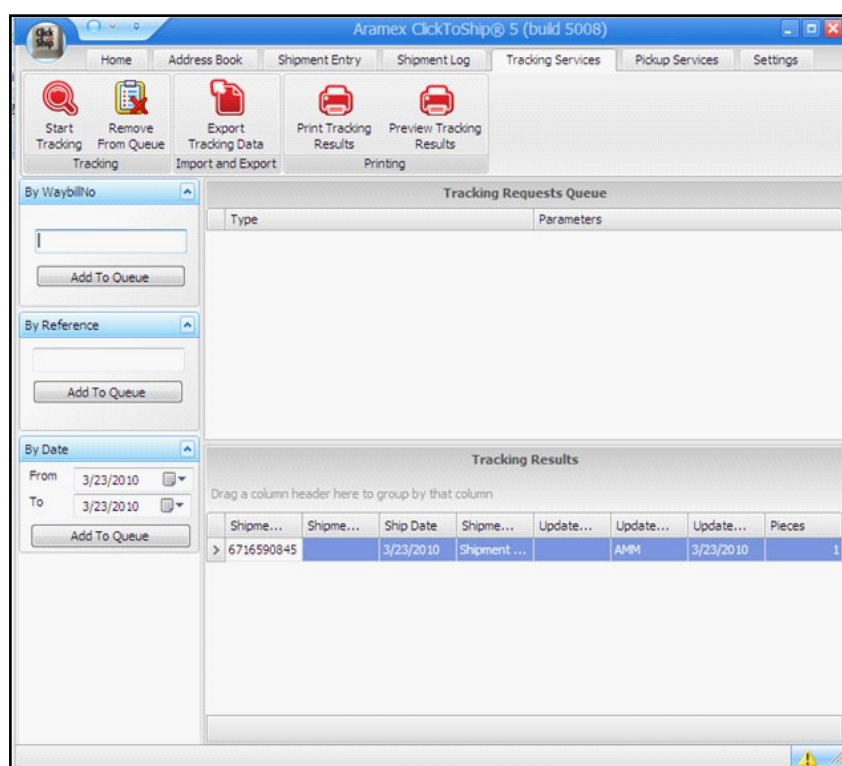 Click
Ship
Aramex ClickToShip® 5 (build 5008)
Home Address Book Shipment Entry Shipment Log Tracking Services Pickup Services Settings
Start Tracking
Remove From Queue
Export Tracking Data
Print Tracking Results
Preview Tracking Results
Tracking Import and Export Printing
By WaybillNo
Add To Queue
By Reference
Add To Queue
By Date
From 3/23/2010
To 3/23/2010
Add To Queue
Tracking Requests Queue
Type Parameters
Tracking Results
Drag a column header here to group by that column
Shipme... Shipme... Ship Date Shipme... Update... Update... Update... Pieces
6716590845 3/23/2010 Shipment ... AMM 3/23/2010 1